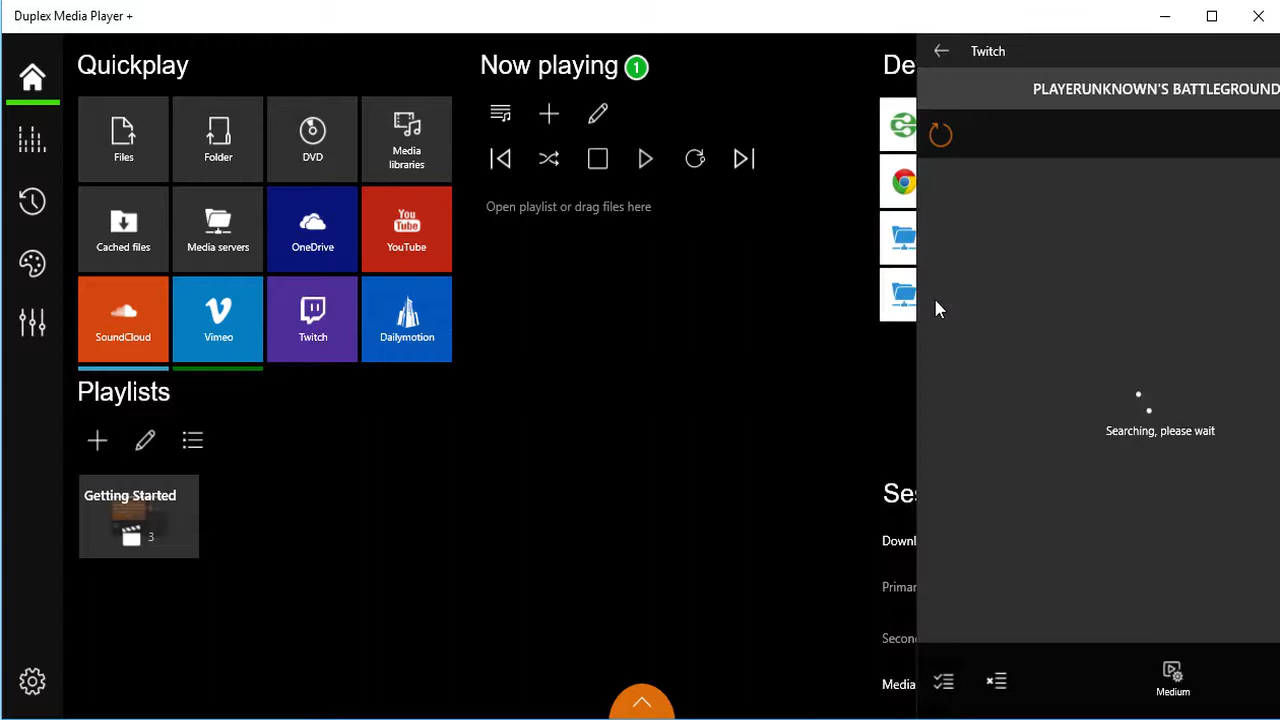 Duplex Media Player +
Quickplay
Files
Folder
DVD
Media
libraries
Cached files
Media servers
OneDrive
You
Tube
YouTube
SoundCloud
Vimeo
Twitch
Dailymotion
Playlists
Getting Started
3
Now playing 1
Open playlist or drag files here
De
Ses
Downl
Primar
Secon
Media
Twitch
PLAYERUNKNOWN'S BATTLEGROUND
Searching, please wait
Medium